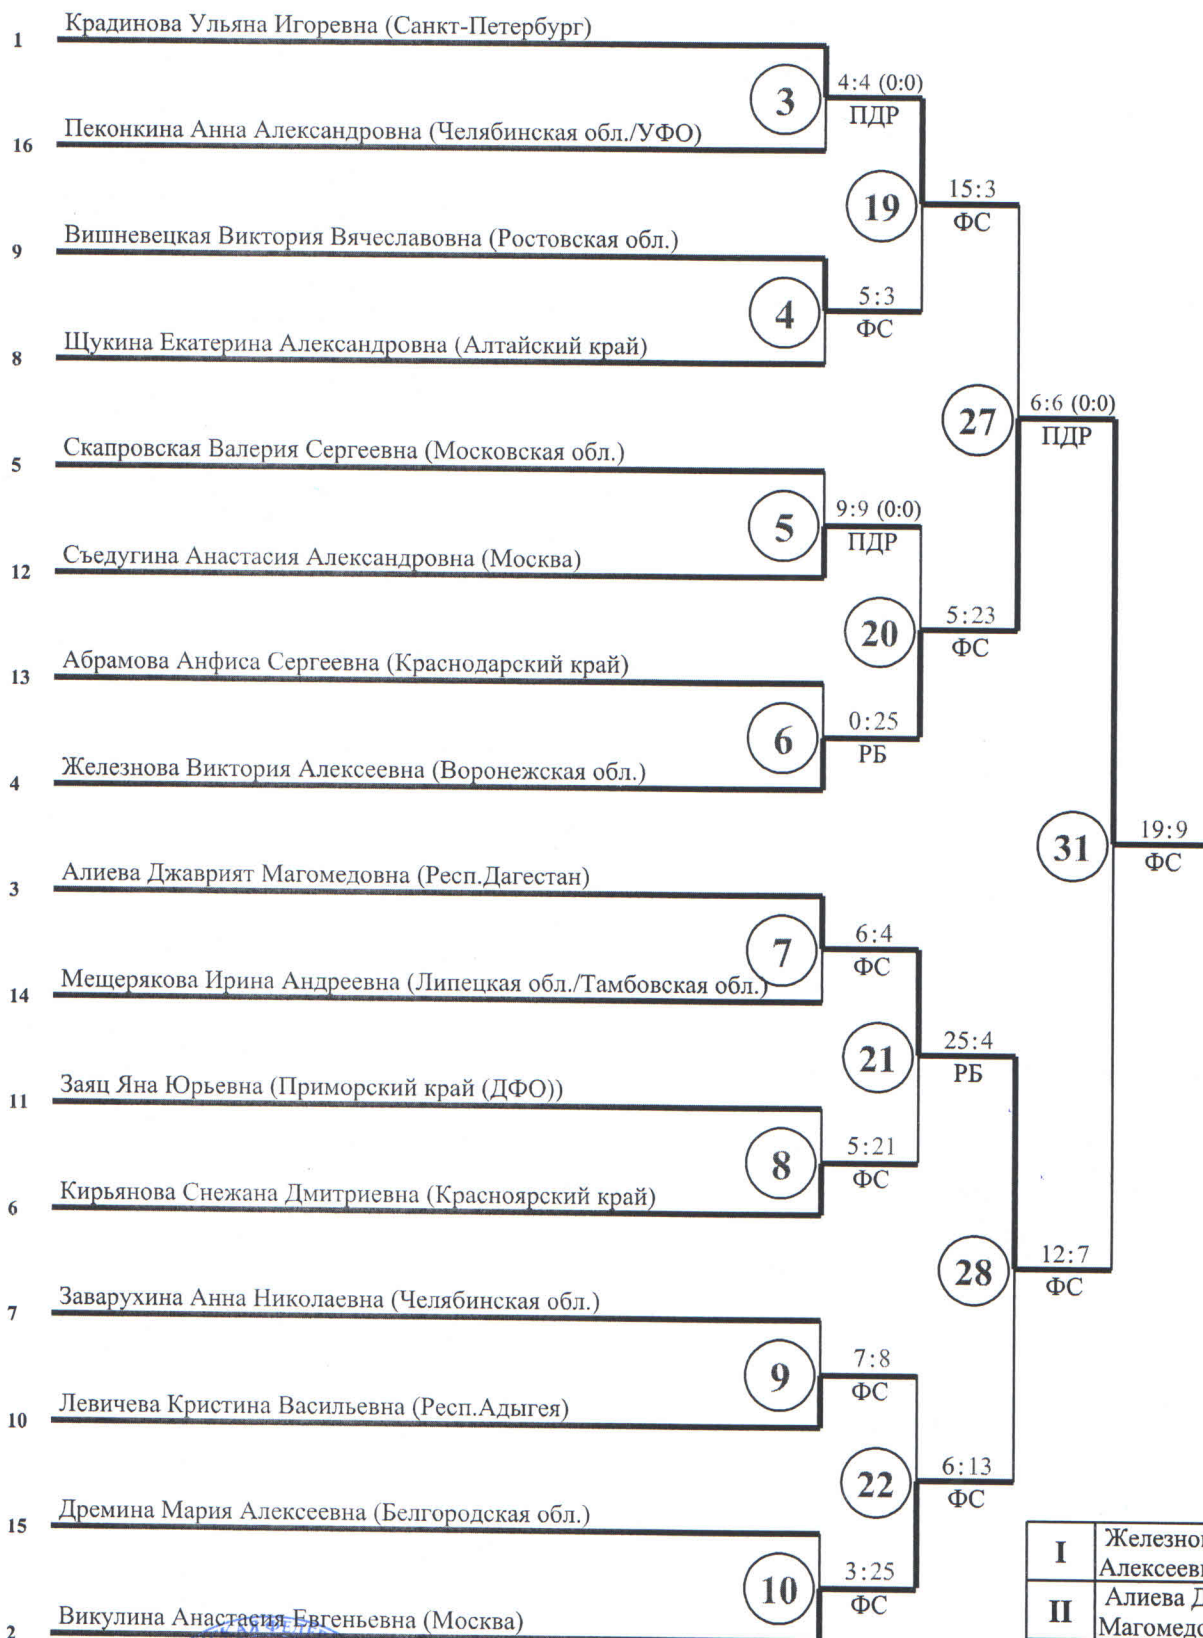 Крадинова Ульяна Игоревна (Санкт-Петербург)
1
3
4:4 (0:0)
ПДР
Пеконкина Анна Александровна (Челябинская обл./УФО)
16
19
15:3
ФС
Вишневецкая Виктория Вячеславовна (Ростовская обл.)
9
4
5:3
ФС
Щукина Екатерина Александровна (Алтайский край)
8
27
6:6 (0:0)
ПДР
Скапровская Валерия Сергеевна (Московская обл.)
5
5
9:9 (0:0)
ПДР
Съедугина Анастасия Александровна (Москва)
12
20
5:23
ФС
Абрамова Анфиса Сергеевна (Краснодарский край)
13
6
0:25
РБ
Железнова Виктория Алексеевна (Воронежская обл.)
4
31
19:9
ФС
Алиева Джаврият Магомедовна (Респ.Дагестан)
3
7
6:4
ФС
Мещерякова Ирина Андреевна (Липецкая обл./Тамбовская обл.)
14
21
25:4
РБ
Заяц Яна Юрьевна (Приморский край (ДФО))
11
8
5:21
ФС
Кирьянова Снежана Дмитриевна (Красноярский край)
6
28
12:7
ФС
Заварухина Анна Николаевна (Челябинская обл.)
7
9
7:8
ФС
Левичева Кристина Васильевна (Респ.Адыгея)
10
22
6:13
ФС
Дремина Мария Алексеевна (Белгородская обл.)
15
10
3:25
ФС
Викулина Анастасия Евгеньевна (Москва)
2
I
Железно
Алексеев
II
Алиева Д
Магомедо